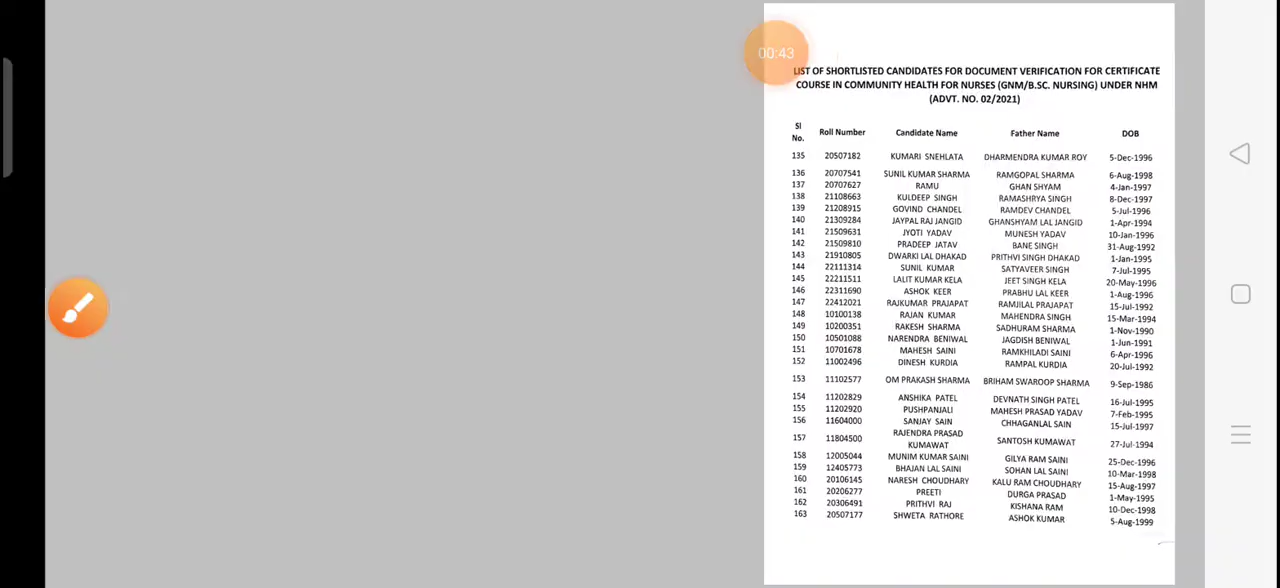 00:43
LIST OF SHORTLISTED CANDIDATES FOR DOCUMENT VERIFICATION FOR CERTIFICATE
COURSE IN COMMUNITY HEALTH FOR NURSES (GNM/B.SC. NURSING) UNDER NHM
(ADVT. NO. 02/2021)
Sl No. Roll Number Candidate Name Father Name DOB
135 20507182 KUMARI SNEHLATA DHARMENDRA KUMAR ROY 5-Dec-1996
136 20707541 SUNIL KUMAR SHARMA RAMGOPAL SHARMA 6-Aug-1998
137 20707627 RAMU GHAN SHYAM 4-Jan-1997
138 21108663 KULDEEP SINGH RAMASHRYA SINGH 8-Dec-1997
139 21208915 GOVIND CHANDEL RAMDEV CHANDEL 5-Jul-1996
140 21309284 JAYPAL RAJ JANGID GHANSHYAM LAL JANGID 1-Apr-1994
141 21509631 JYOTI YADAV MUNESH YADAV 10-Jan-1996
142 21509810 PRADEEP JATAV BANE SINGH 31-Aug-1992
143 21910805 DWARKI LAL DHAKAD PRITHVI SINGH DHAKAD 1-Jan-1995
144 22111314 SUNIL KUMAR SATYAVEER SINGH 7-Jul-1995
145 22211511 LALIT KUMAR KELA JEET SINGH KELA 20-May-1996
146 22311690 ASHOK KEER PRABHU LAL KEER 1-Aug-1996
147 22412021 RAJKUMAR PRAJAPAT RAMJILAL PRAJAPAT 15-Jul-1992
148 10100138 RAJAN KUMAR MAHENDRA SINGH 15-Mar-1994
149 10200351 RAKESH SHARMA SADHURAM SHARMA 1-Nov-1990
150 10501088 NARENDRA BENIWAL JAGDISH BENIWAL 1-Jun-1991
151 10701678 MAHESH SAINI RAMKHILADI SAINI 6-Apr-1996
152 11002496 DINESH KURDIA RAMPAL KURDIA 20-Jul-1992
153 11102577 OM PRAKASH SHARMA BRIHAM SWAROOP SHARMA 9-Sep-1986
154 11202829 ANSHIKA PATEL DEVNATH SINGH PATEL 16-Jul-1995
155 11202920 PUSHPANJALI MAHESH PRASAD YADAV 7-Feb-1995
156 11604000 SANJAY SAIN CHHAGANLAL SAIN 15-Jul-1997
157 11804500 RAJENDRA PRASAD KUMAWAT SANTOSH KUMAWAT 27-Jul-1994
158 12005044 MUNIM KUMAR SAINI GILYA RAM SAINI 25-Dec-1996
159 12405773 BHAJAN LAL SAINI SOHAN LAL SAINI 10-Mar-1998
160 20106145 NARESH CHOUDHARY KALU RAM CHOUDHARY 15-Aug-1997
161 20206277 PREETI DURGA PRASAD 1-May-1995
162 20306491 PRITHVI RAJ KISHANA RAM 10-Dec-1998
163 20507177 SHWETA RATHORE ASHOK KUMAR 5-Aug-1999